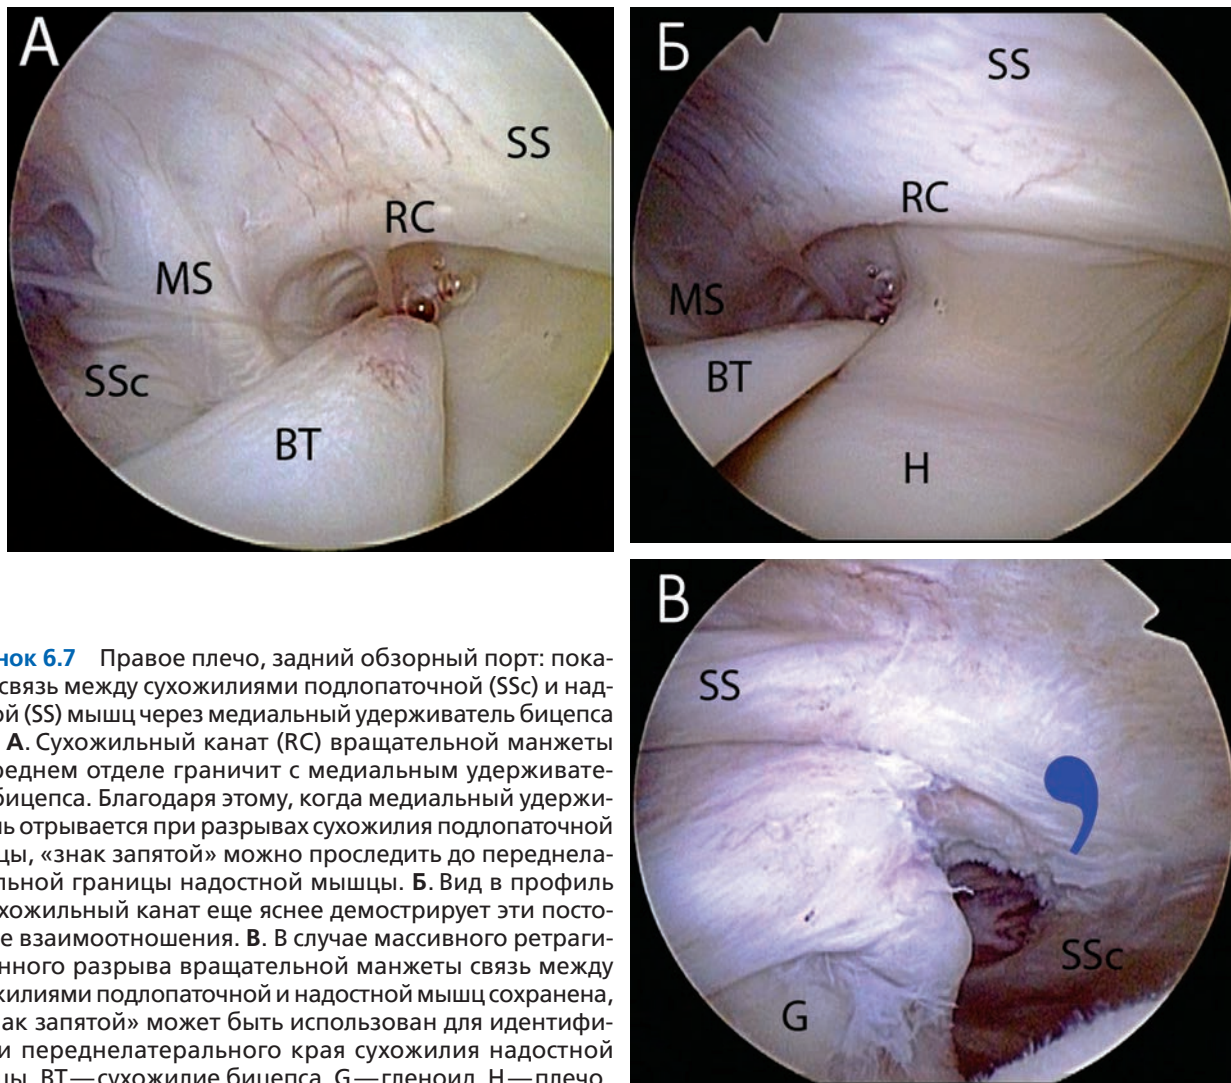 А
SS
RC
MS
SSc
BT
Б
SS
RC
MS
BT
H
В
SS
SSc
G
нок 6.7 Правое плечо, задний обзорный порт: пока-
связь между сухожилиями подлопаточной (SSc) и над-
ой (SS) мышц через медиальный удерживатель бицепса
А. Сухожильный канат (RC) вращательной манжеты
реднем отделе граничит с медиальным удерживате-
бицепса. Благодаря этому, когда медиальный удержи-
ль отрывается при разрывах сухожилия подлопаточной
цы, «знак запятой» можно проследить до переднела-
льной границы надостной мышцы. Б. Вид в профиль
ухожильный канат еще яснее демострирует эти посто-
е взаимоотношения. В. В случае массивного ретраги-
нного разрыва вращательной манжеты связь между
жилиями подлопаточной и надостной мышц сохранена,
ак запятой» может быть использован для идентифи-
и переднелатерального края сухожилия надостной
цы. BT—сухожилие бицепса, G—гленоид, H—плечо,